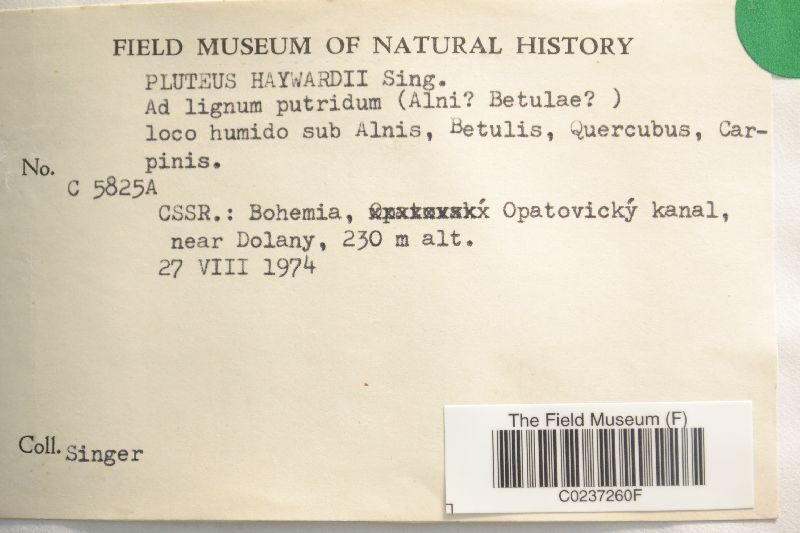 FIELD MUSEUM OF NATURAL HISTORY
PLUTEUS HAYWARDII Sing.
Ad lignum putridum (Alni? Betulae? )
loco humido sub Alnis, Betulis, Quercubus, Car-
pinis.
No.
C 5825A
CSSR.: Bohemia, Opatovický kanal,
near Dolany, 230 m alt.
27 VIII 1974
Coll. Singer
The Field Museum (F)
C0237260F